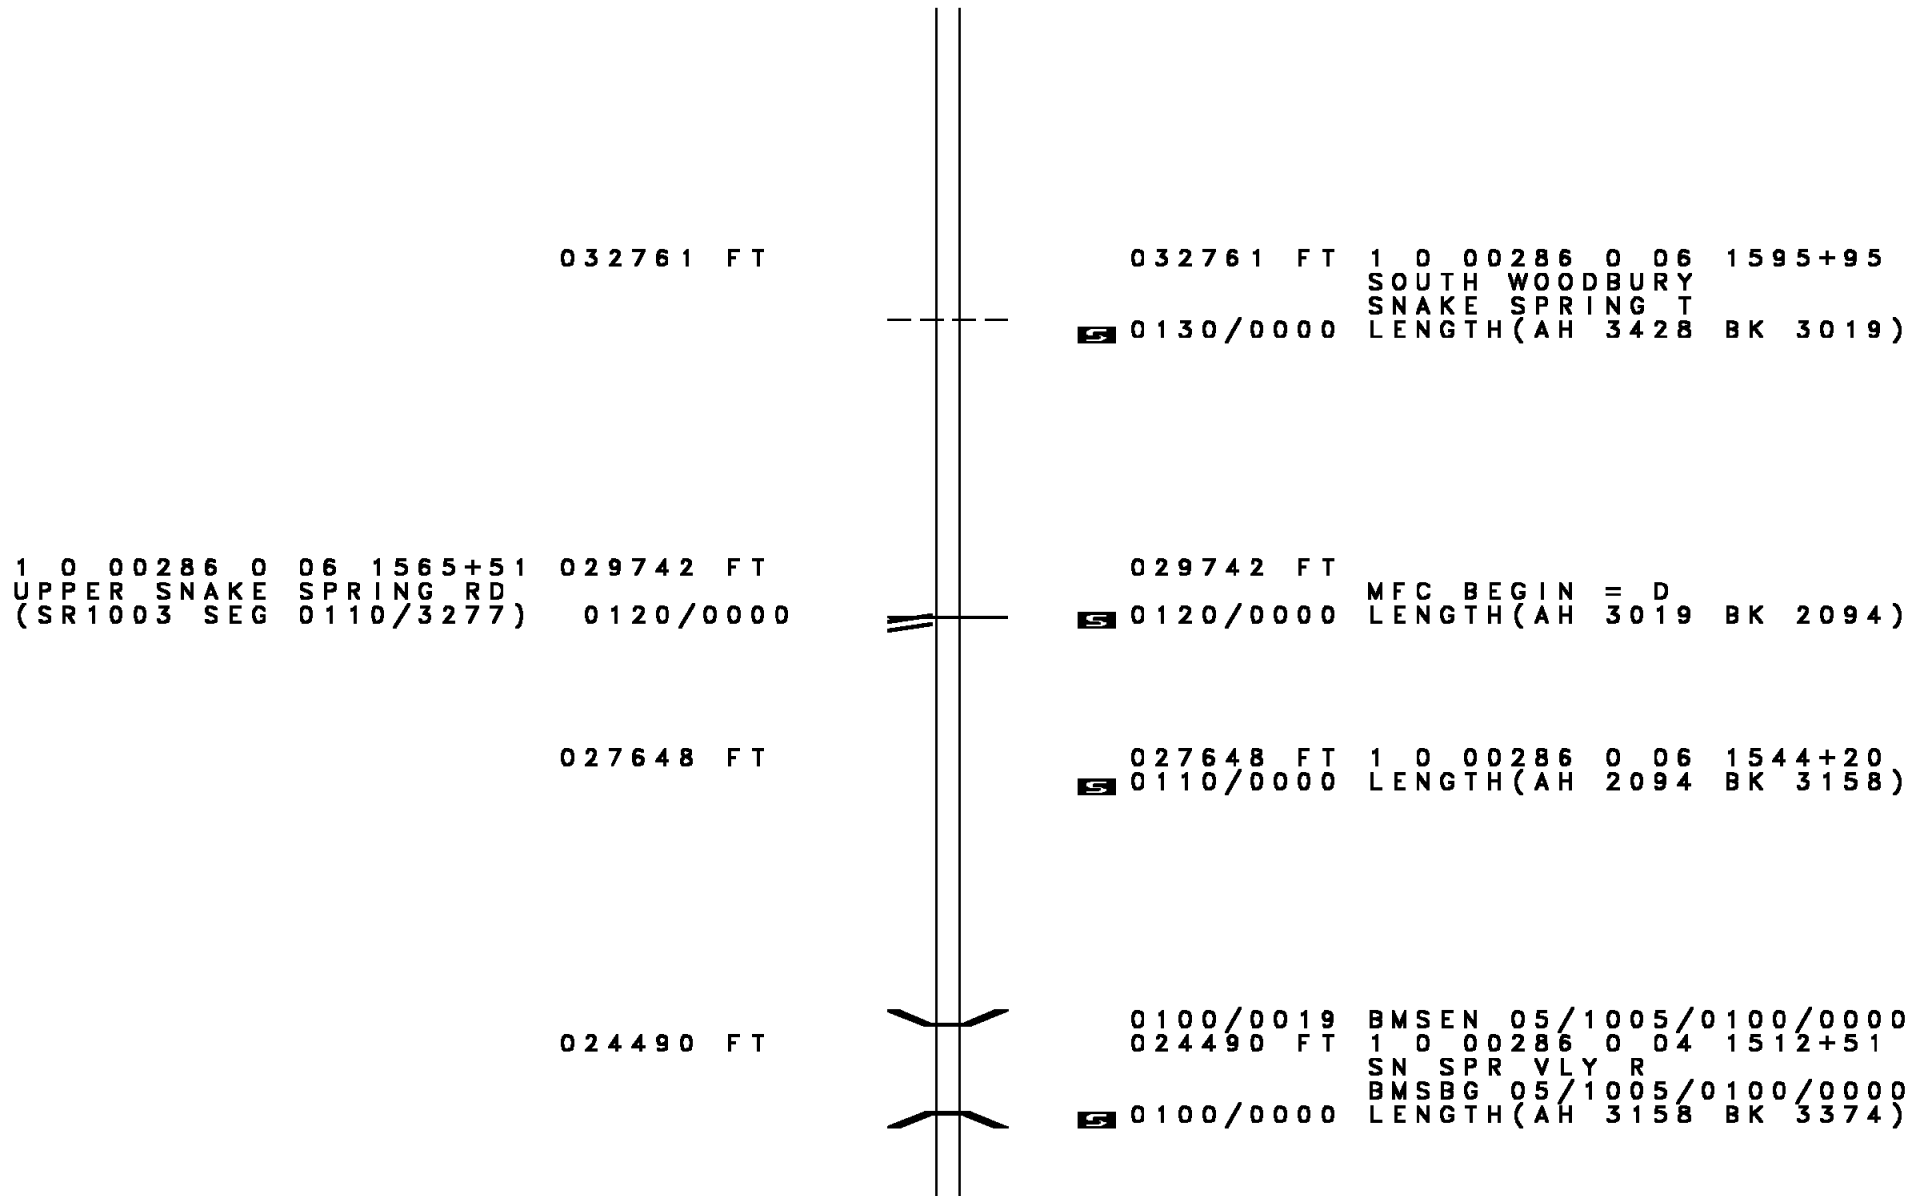 032761 FT 032761 FT 1 0 00286 0 06 1595+95
SOUTH WOODBURY
SNAKE SPRING T
S 0130/0000 LENGTH(AH 3428 BK 3019)
1 0 00286 0 06 1565+51 029742 FT 029742 FT
UPPER SNAKE SPRING RD MFC BEGIN = D
(SR1003 SEG 0110/3277) 0120/0000 S 0120/0000 LENGTH(AH 3019 BK 2094)
027648 FT 027648 FT 1 0 00286 0 06 1544+20
S 0110/0000 LENGTH(AH 2094 BK 3158)
0100/0019 BMSEN 05/1005/0100/0000
024490 FT 024490 FT 1 0 00286 0 04 1512+51
SN SPR VLY R
BMSBG 05/1005/0100/0000
S 0100/0000 LENGTH(AH 3158 BK 3374)